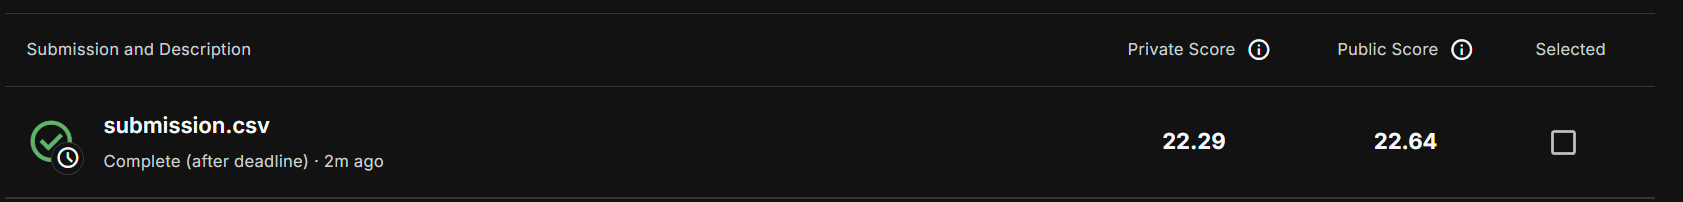 Submission and Description Private Score Public Score Selected
submission.csv 22.29 22.64
Complete (after deadline) · 2m ago